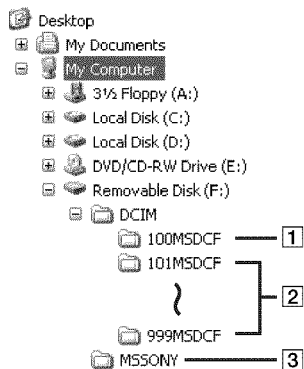 Desktop
My Documents
My Computer
3½ Floppy (A:)
Local Disk (C:)
Local Disk (D:)
DVD/CD-RW Drive (E:)
Removable Disk (F:)
DCIM
100MSDCF 1
101MSDCF
2
999MSDCF
MSSONY 3